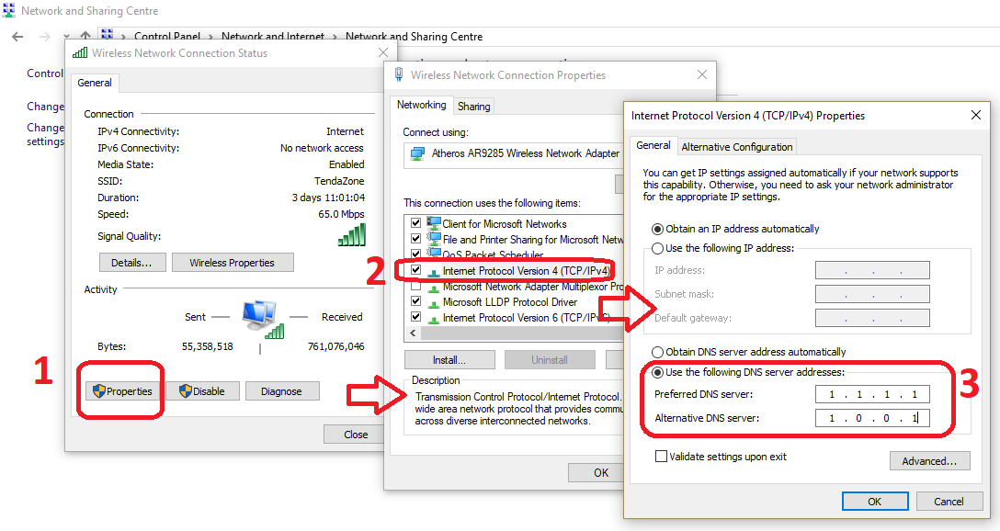 Network and Sharing Centre
Control Panel > Network and Internet > Network and Sharing Centre
Control
Change
Change
settings
Wireless Network Connection Status
General
Connection
IPv4 Connectivity: Internet
IPv6 Connectivity: No network access
Media State: Enabled
SSID: TendaZone
Duration: 3 days 11:01:04
Speed: 65.0 Mbps
Signal Quality:
Details... Wireless Properties
Activity
Sent Received
Bytes: 55,358,518 761,076,046
1
Properties Disable Diagnose
Close
Wireless Network Connection Properties
Networking Sharing
Connect using:
Atheros AR9285 Wireless Network Adapter
This connection uses the following items:
Client for Microsoft Networks
File and Printer Sharing for Microsoft Netw
QoS Packet Scheduler
2
Internet Protocol Version 4 (TCP/IPv4)
Microsoft Network Adapter Multiplexor Pro
Microsoft LLDP Protocol Driver
Internet Protocol Version 6 (TCP/IPv6)
Install... Uninstall
Description
Transmission Control Protocol/Internet Protocol.
wide area network protocol that provides commu
across diverse interconnected networks.
OK
Internet Protocol Version 4 (TCP/IPv4) Properties
General Alternative Configuration
You can get IP settings assigned automatically if your network supports
this capability. Otherwise, you need to ask your network administrator
for the appropriate IP settings.
Obtain an IP address automatically
Use the following IP address:
IP address: . . .
Subnet mask: . . .
Default gateway: . . .
Obtain DNS server address automatically
Use the following DNS server addresses:
3
Preferred DNS server: 1 . 1 . 1 . 1
Alternative DNS server: 1 . 0 . 0 . 1
Validate settings upon exit
Advanced...
OK Cancel